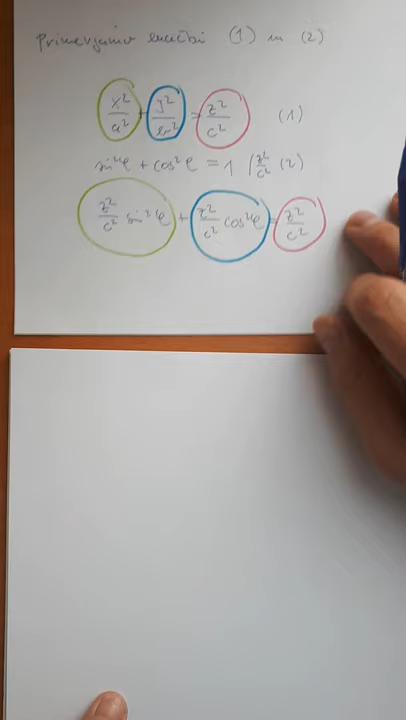 Primerjamo enačbi (1) in (2)
x²/a² + y²/b² = z²/c² (1)
sin²φ + cos²φ = 1 /· z²/c² (2)
z²/c² sin²φ + z²/c² cos²φ = z²/c²